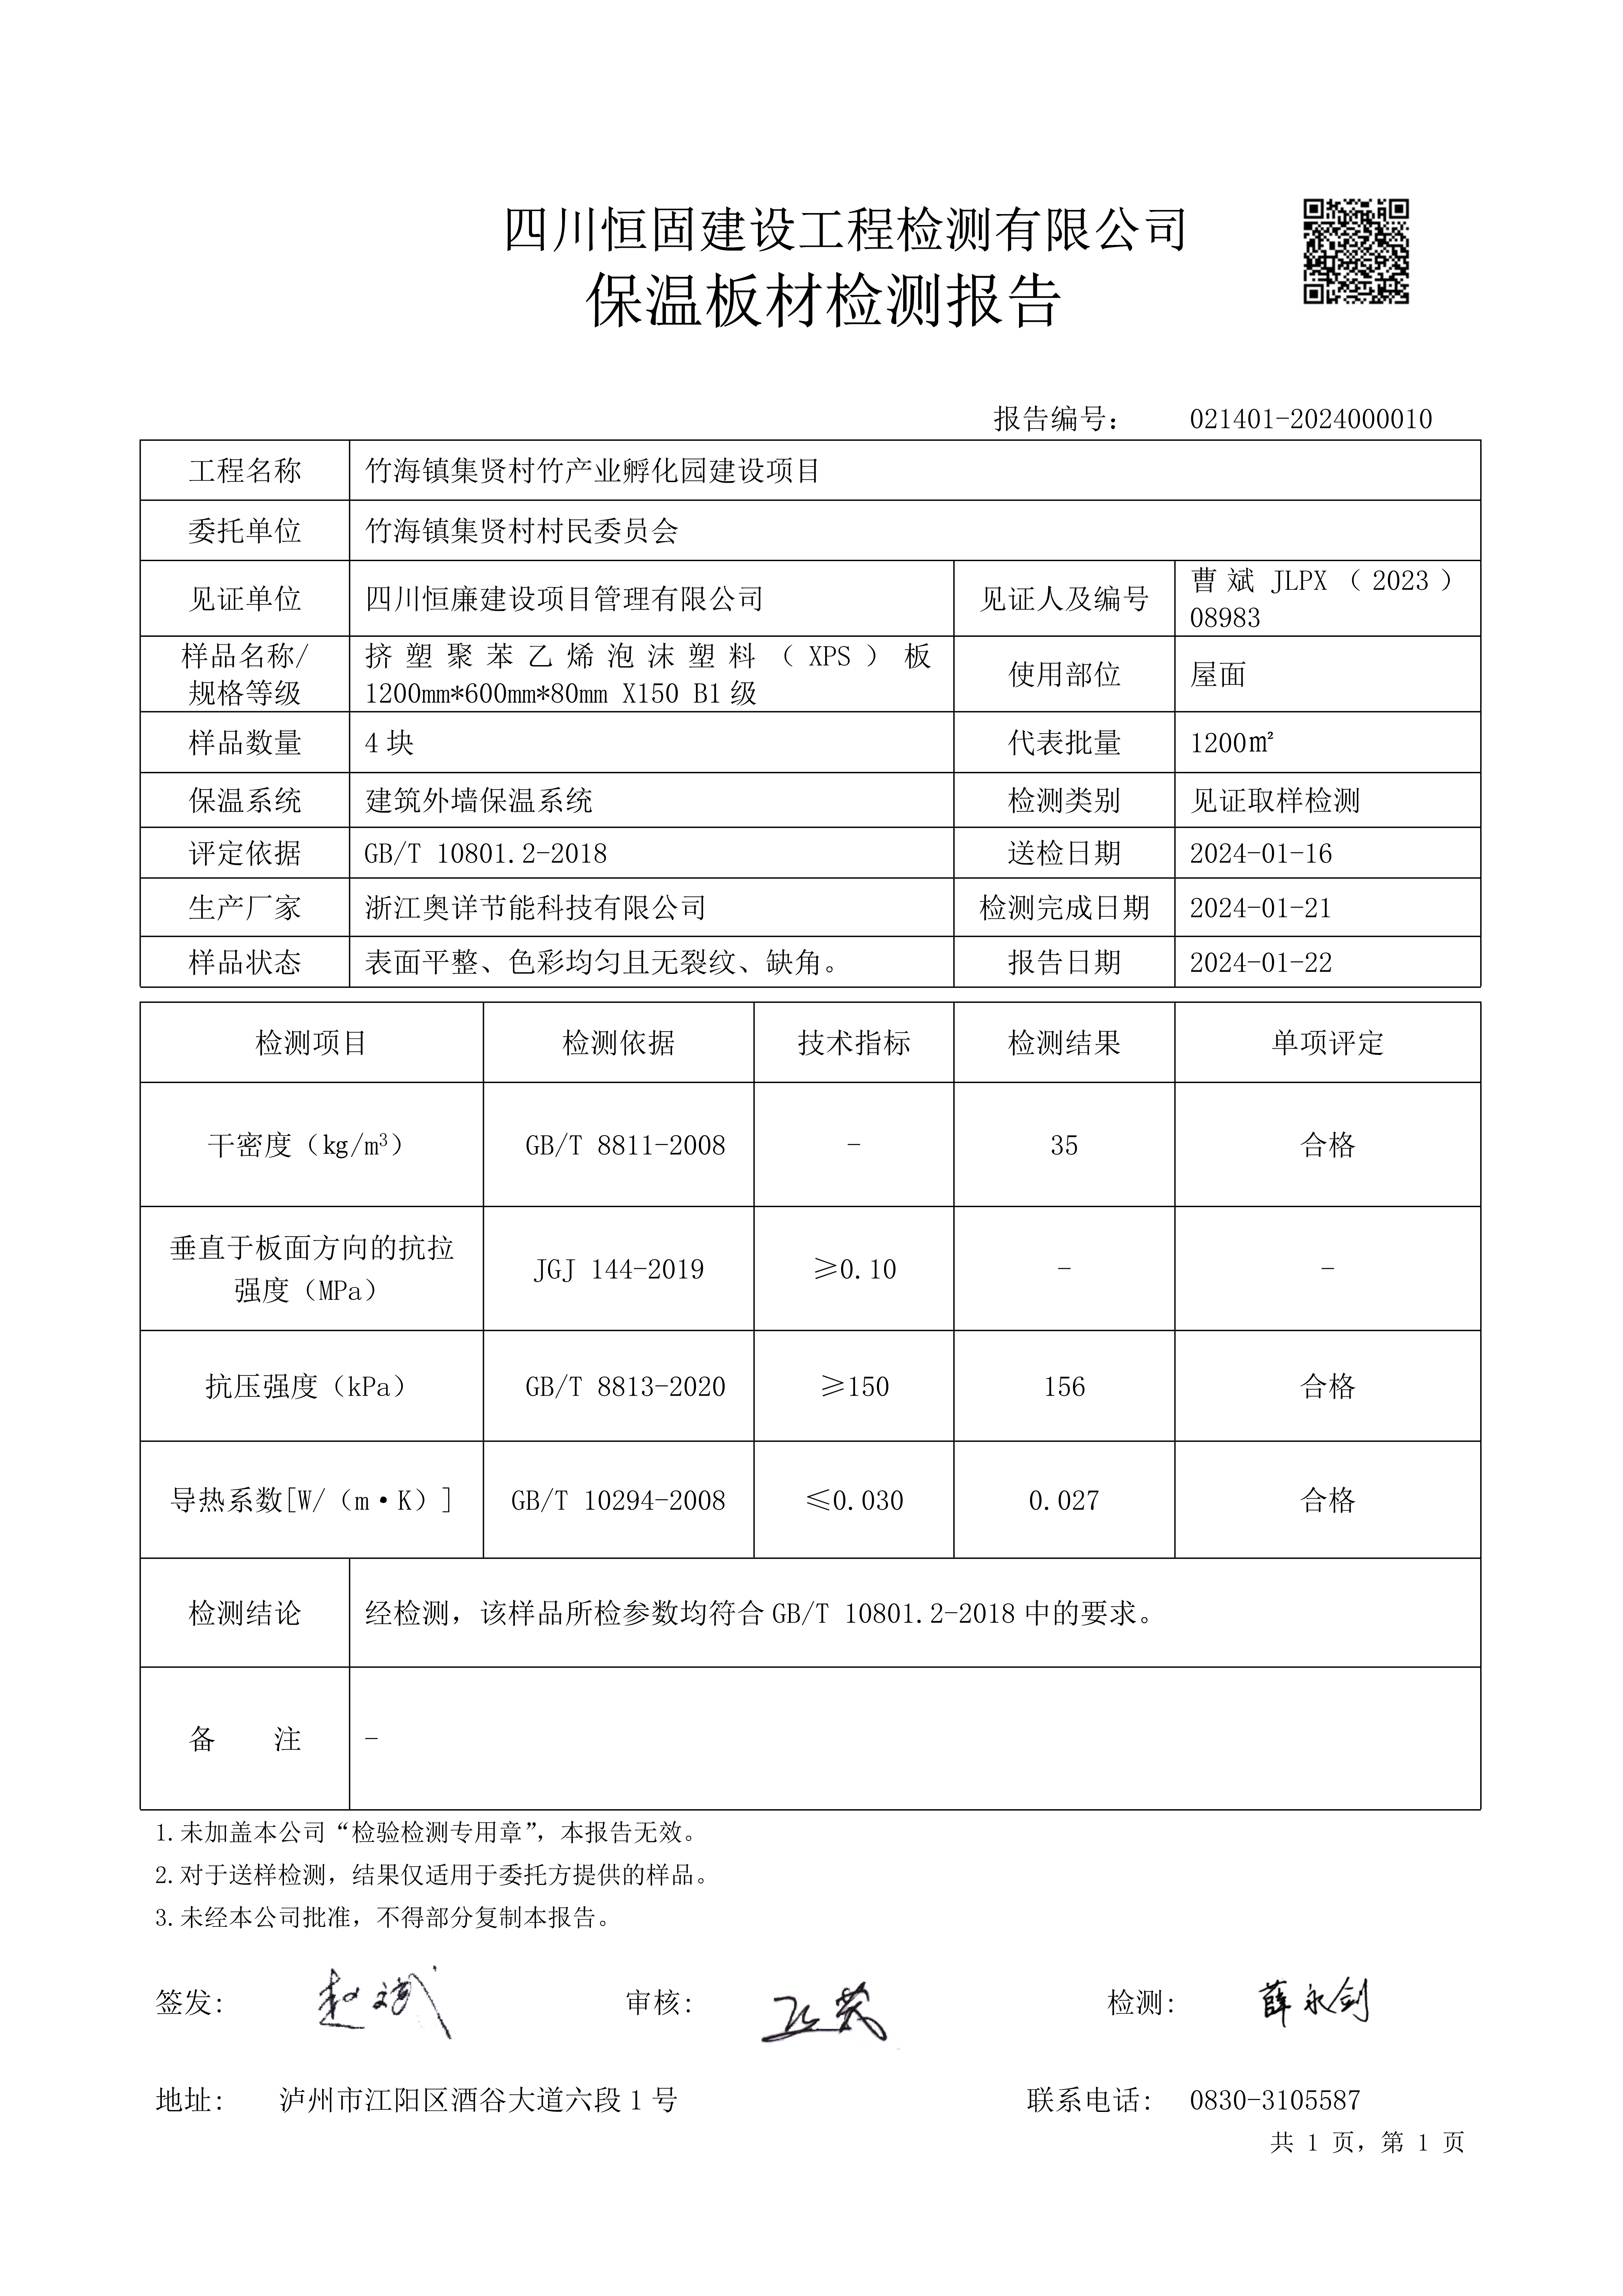 四川恒固建设工程检测有限公司
保温板材检测报告
报告编号： 021401-2024000010
工程名称 竹海镇集贤村竹产业孵化园建设项目
委托单位 竹海镇集贤村村民委员会
见证单位 四川恒廉建设项目管理有限公司 见证人及编号 曹斌 JLPX（2023）
08983
样品名称/ 挤塑聚苯乙烯泡沫塑料（XPS）板
规格等级 1200mm*600mm*80mm X150 B1级 使用部位 屋面
样品数量 4块 代表批量 1200㎡
保温系统 建筑外墙保温系统 检测类别 见证取样检测
评定依据 GB/T 10801.2-2018 送检日期 2024-01-16
生产厂家 浙江奥详节能科技有限公司 检测完成日期 2024-01-21
样品状态 表面平整、色彩均匀且无裂纹、缺角。 报告日期 2024-01-22
检测项目 检测依据 技术指标 检测结果 单项评定
干密度（kg/m³） GB/T 8811-2008 - 35 合格
垂直于板面方向的抗拉
强度（MPa） JGJ 144-2019 ≥0.10 - -
抗压强度（kPa） GB/T 8813-2020 ≥150 156 合格
导热系数[W/（m·K）] GB/T 10294-2008 ≤0.030 0.027 合格
检测结论 经检测，该样品所检参数均符合GB/T 10801.2-2018中的要求。
备 注 -
1.未加盖本公司“检验检测专用章”，本报告无效。
2.对于送样检测，结果仅适用于委托方提供的样品。
3.未经本公司批准，不得部分复制本报告。
签发: 赵文斌 审核: 检测: 薛永剑
地址: 泸州市江阳区酒谷大道六段1号 联系电话: 0830-3105587
共 1 页，第 1 页